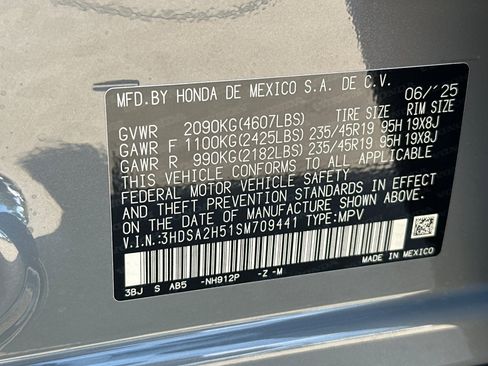 MFD.BY HONDA DE MEXICO S.A. DE C.V.
06/'25
GVWR 2090KG(4607LBS) TIRE SIZE RIM SIZE
GAWR F 1100KG(2425LBS) 235/45R19 95H 19X8J
GAWR R 990KG(2182LBS) 235/45R19 95H 19X8J
THIS VEHICLE CONFORMS TO ALL APPLICABLE
FEDERAL MOTOR VEHICLE SAFETY
STANDARDS IN EFFECT
ON THE DATE OF MANUFACTURE SHOWN ABOVE.
V.I.N.:3HDSA2H51SM709441 TYPE:MPV
3BJ S AB5 -NH912P -Z -M
MADE IN MEXICO